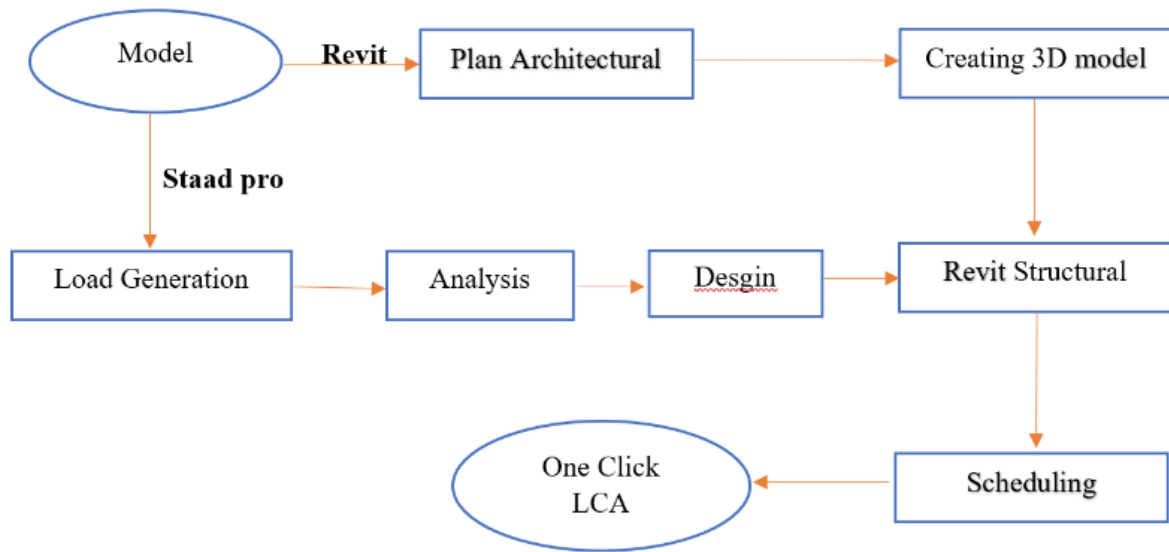 Model
Revit
Plan Architectural
Creating 3D model
Staad pro
Load Generation
Analysis
Desgin
Revit Structural
One Click
LCA
Scheduling